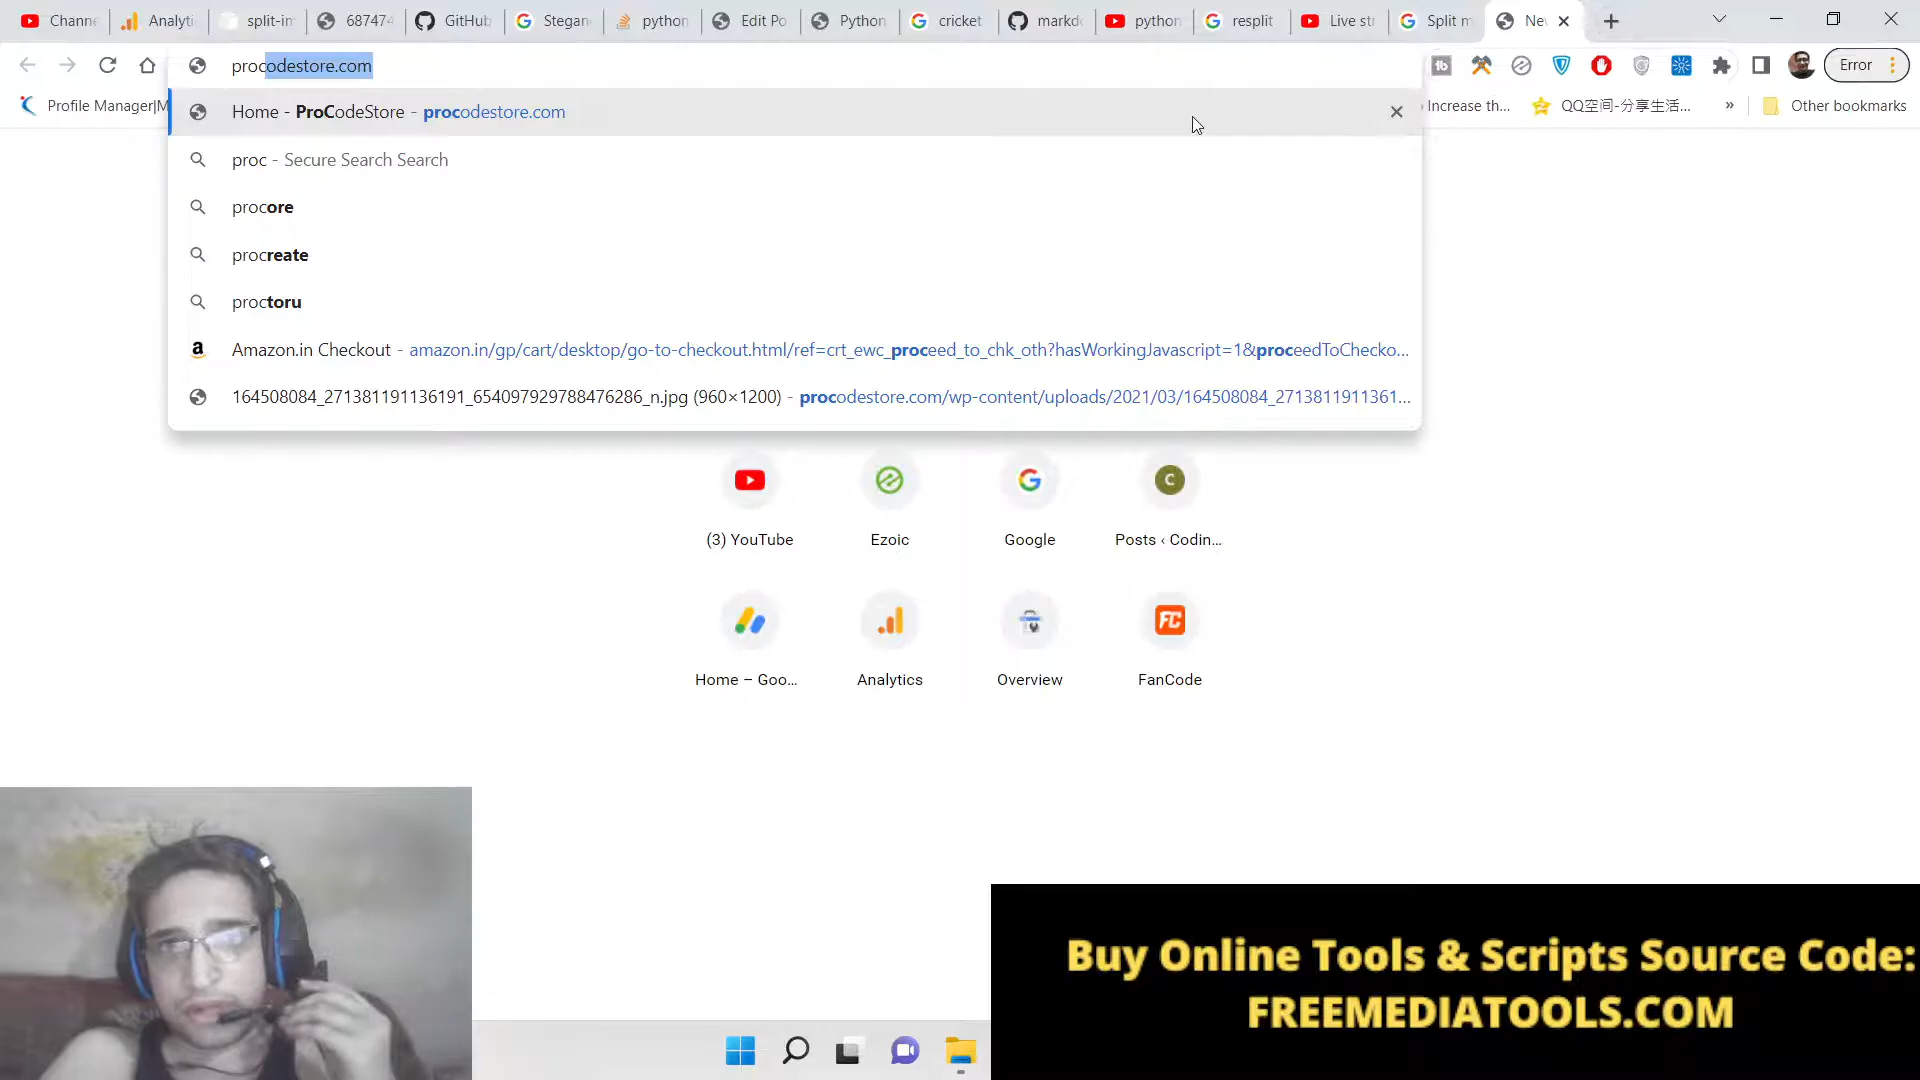 Channe
Analyti
split-in
687474
GitHub
Stegan
python
Edit Po
Python
cricket
markdo
python
resplit
Live str
Split m
New
procodestore.com
Error
Profile Manager|M
Increase th...
QQ空间-分享生活...
»
Other bookmarks
Home - ProCodeStore - procodestore.com
proc - Secure Search Search
procore
procreate
proctoru
Amazon.in Checkout - amazon.in/gp/cart/desktop/go-to-checkout.html/ref=crt_ewc_proceed_to_chk_oth?hasWorkingJavascript=1&proceedToChecko...
164508084_271381191136191_654097929788476286_n.jpg (960×1200) - procodestore.com/wp-content/uploads/2021/03/164508084_2713811911361...
(3) YouTube
Ezoic
Google
C
Posts ‹ Codin...
Home – Goo...
Analytics
Overview
FC
FanCode
Buy Online Tools & Scripts Source Code:
FREEMEDIATOOLS.COM